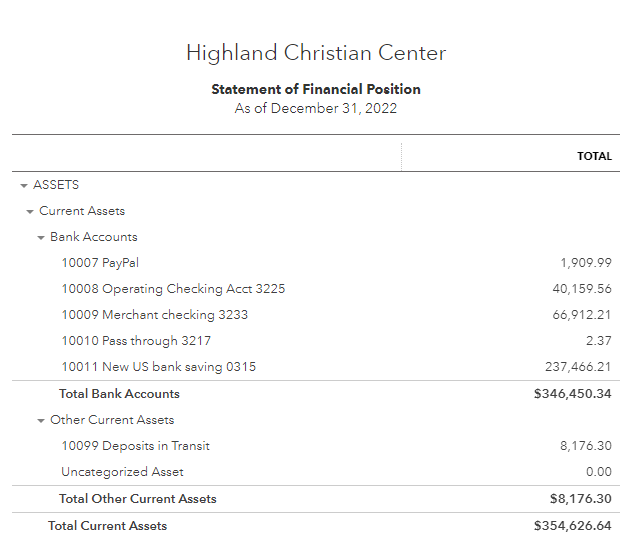 Highland Christian Center
Statement of Financial Position
As of December 31, 2022
TOTAL
ASSETS
Current Assets
Bank Accounts
10007 PayPal 1,909.99
10008 Operating Checking Acct 3225 40,159.56
10009 Merchant checking 3233 66,912.21
10010 Pass through 3217 2.37
10011 New US bank saving 0315 237,466.21
Total Bank Accounts $346,450.34
Other Current Assets
10099 Deposits in Transit 8,176.30
Uncategorized Asset 0.00
Total Other Current Assets $8,176.30
Total Current Assets $354,626.64